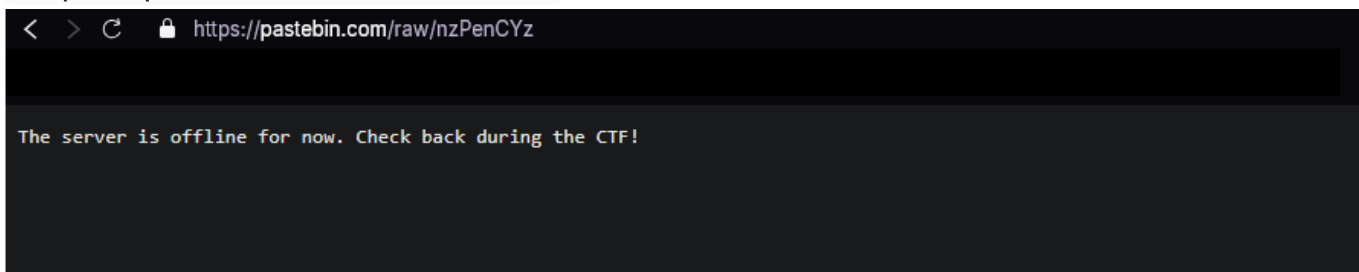 https://pastebin.com/raw/nzPenCYz
The server is offline for now. Check back during the CTF!